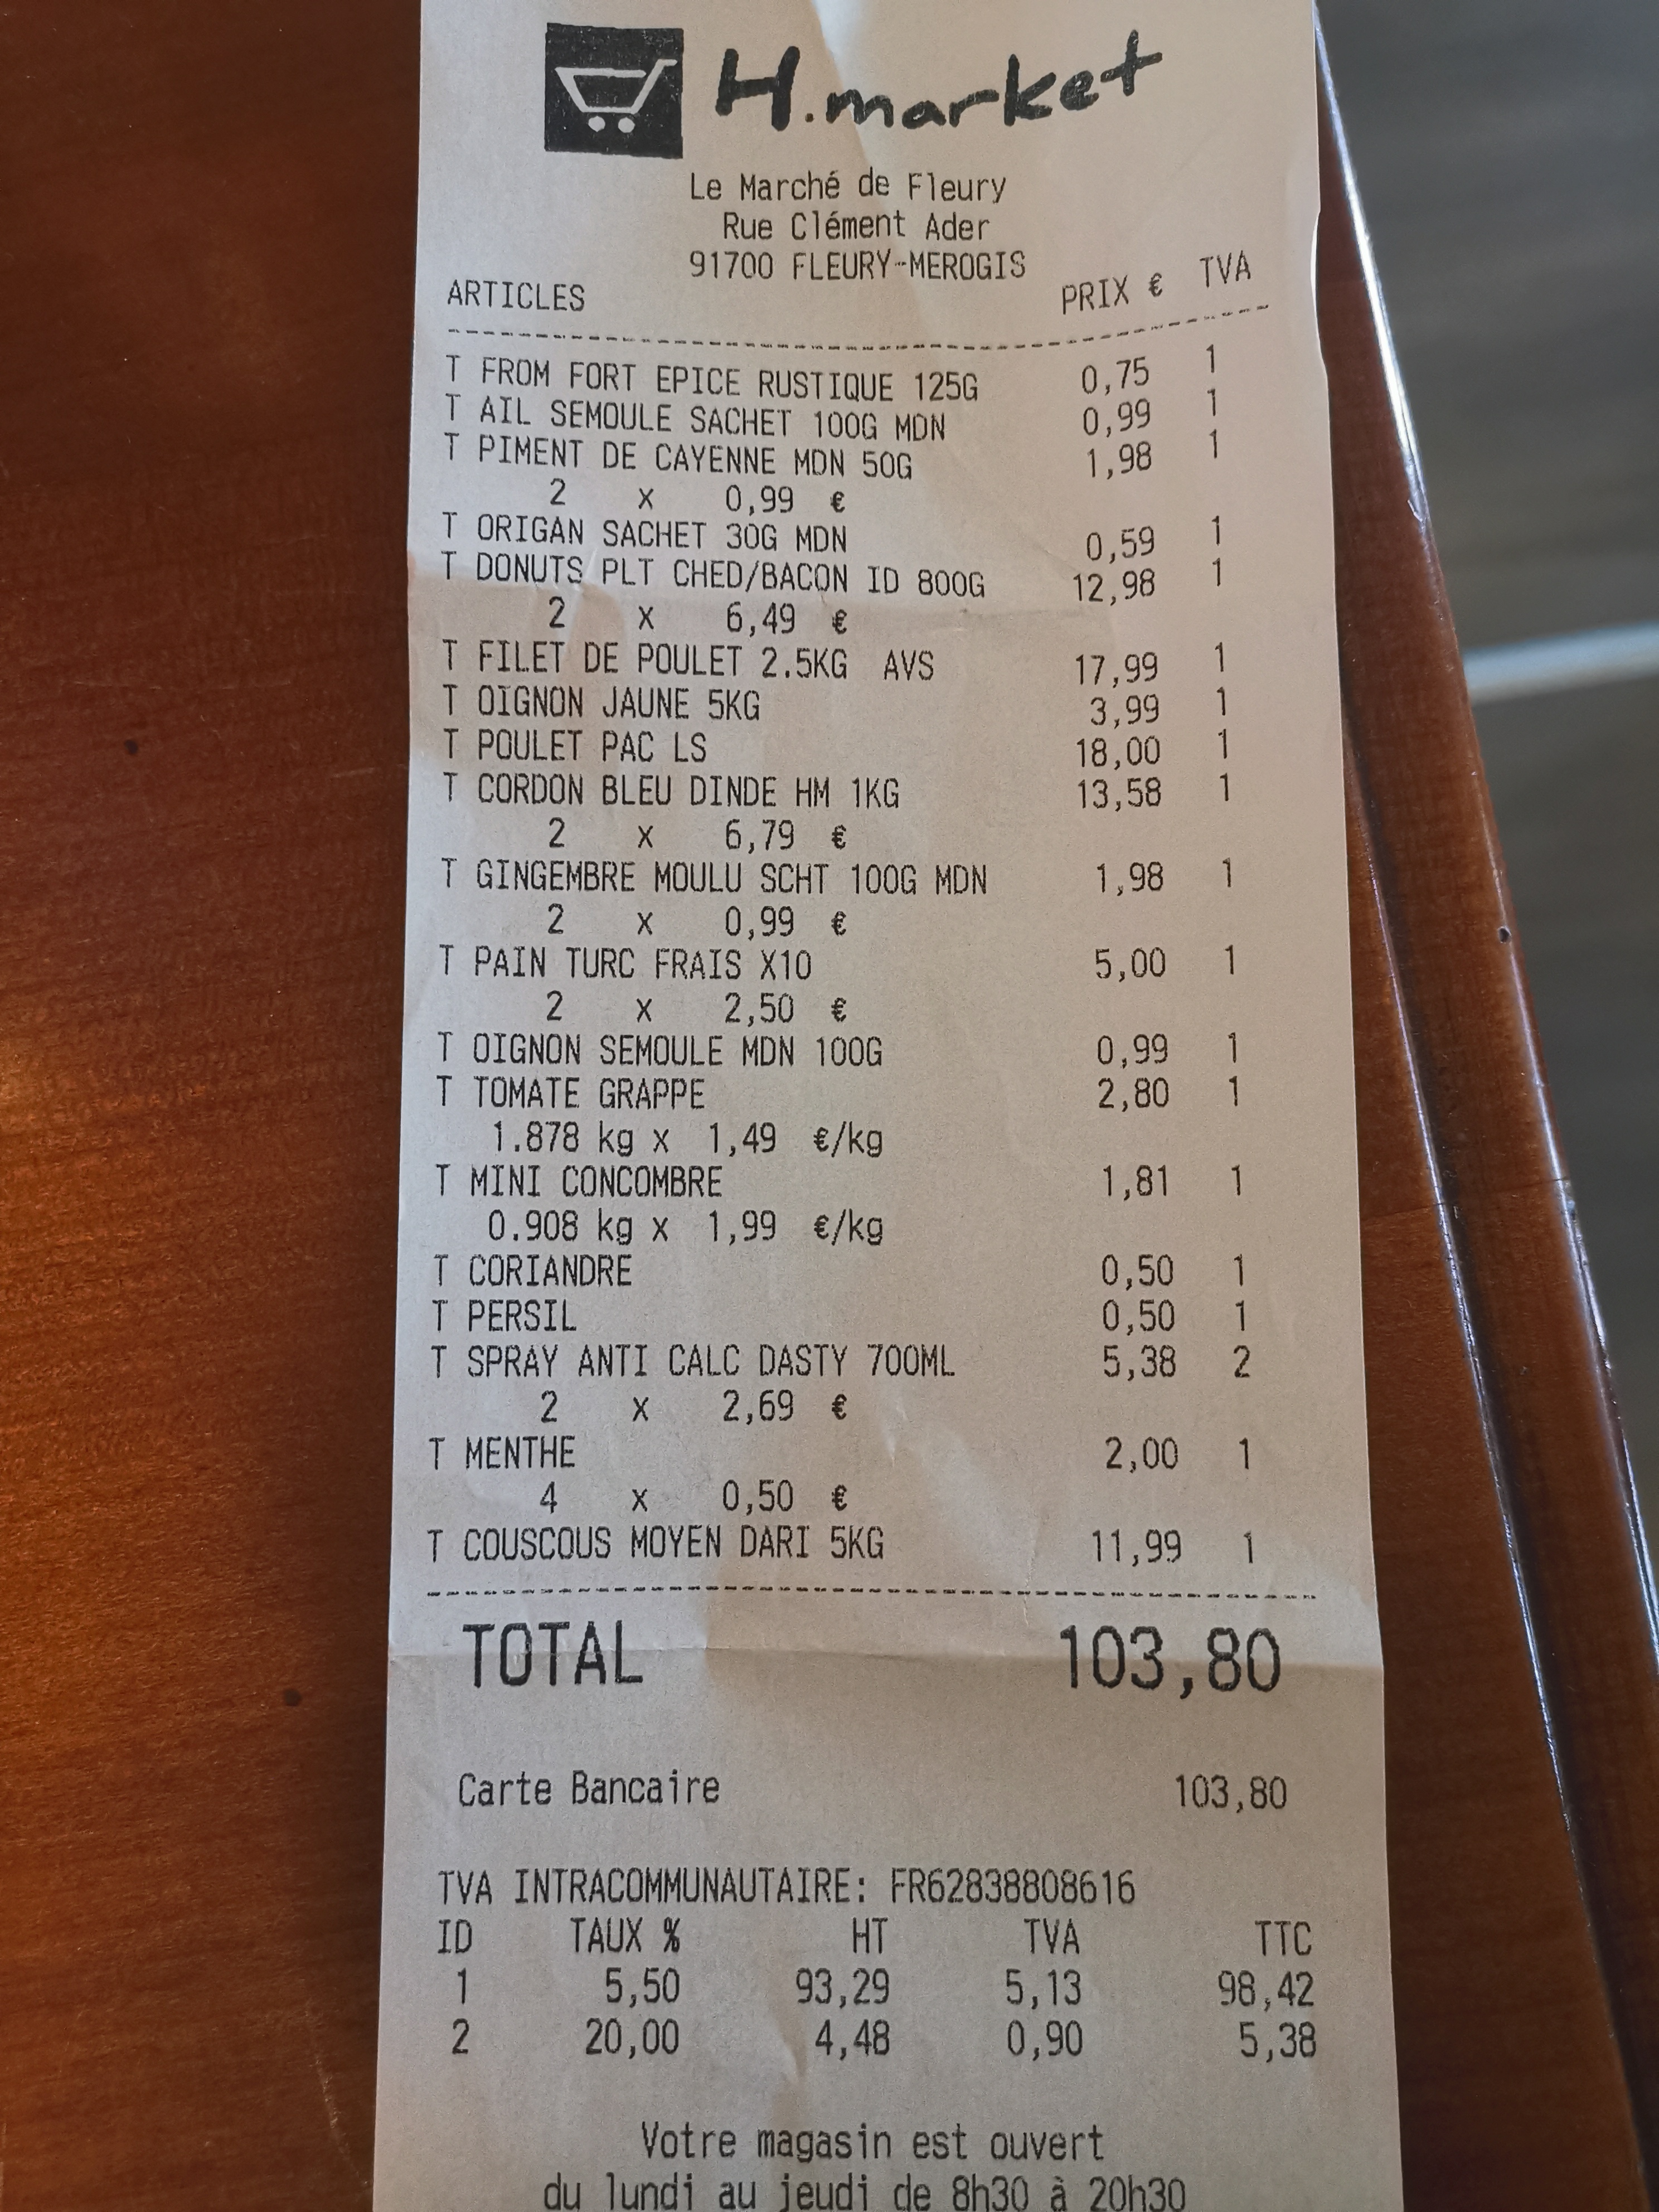 H.market
Le Marché de Fleury
Rue Clément Ader
91700 FLEURY-MEROGIS
ARTICLES PRIX € TVA
T FROM FORT EPICE RUSTIQUE 125G 0,75 1
T AIL SEMOULE SACHET 100G MDN 0,99 1
T PIMENT DE CAYENNE MDN 50G 1,98 1
2 x 0,99 €
T ORIGAN SACHET 30G MDN 0,59 1
T DONUTS PLT CHED/BACON ID 800G 12,98 1
2 x 6,49 €
T FILET DE POULET 2.5KG AVS 17,99 1
T OIGNON JAUNE 5KG 3,99 1
T POULET PAC LS 18,00 1
T CORDON BLEU DINDE HM 1KG 13,58 1
2 x 6,79 €
T GINGEMBRE MOULU SCHT 100G MDN 1,98 1
2 x 0,99 €
T PAIN TURC FRAIS X10 5,00 1
2 x 2,50 €
T OIGNON SEMOULE MDN 100G 0,99 1
T TOMATE GRAPPE 2,80 1
1.878 kg x 1,49 €/kg
T MINI CONCOMBRE 1,81 1
0.908 kg x 1,99 €/kg
T CORIANDRE 0,50 1
T PERSIL 0,50 1
T SPRAY ANTI CALC DASTY 700ML 5,38 2
2 x 2,69 €
T MENTHE 2,00 1
4 x 0,50 €
T COUSCOUS MOYEN DARI 5KG 11,99 1
TOTAL 103,80
Carte Bancaire 103,80
TVA INTRACOMMUNAUTAIRE: FR62838808616
ID TAUX % HT TVA TTC
1 5,50 93,29 5,13 98,42
2 20,00 4,48 0,90 5,38
Votre magasin est ouvert
du lundi au jeudi de 8h30 à 20h30